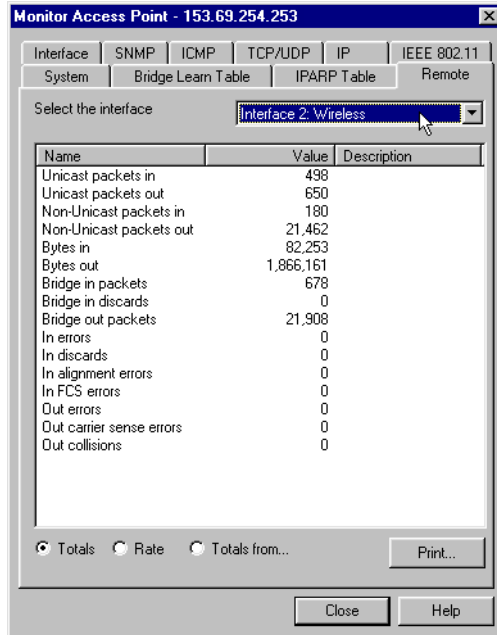 Monitor Access Point - 153.69.254.253
Interface SNMP ICMP TCP/UDP IP IEEE 802.11
System Bridge Learn Table IPARP Table Remote
Select the interface Interface 2: Wireless
Name Value Description
Unicast packets in 498
Unicast packets out 650
Non-Unicast packets in 180
Non-Unicast packets out 21,462
Bytes in 82,253
Bytes out 1,866,161
Bridge in packets 678
Bridge in discards 0
Bridge out packets 21,908
In errors 0
In discards 0
In alignment errors 0
In FCS errors 0
Out errors 0
Out carrier sense errors 0
Out collisions 0
Totals Rate Totals from... Print...
Close Help